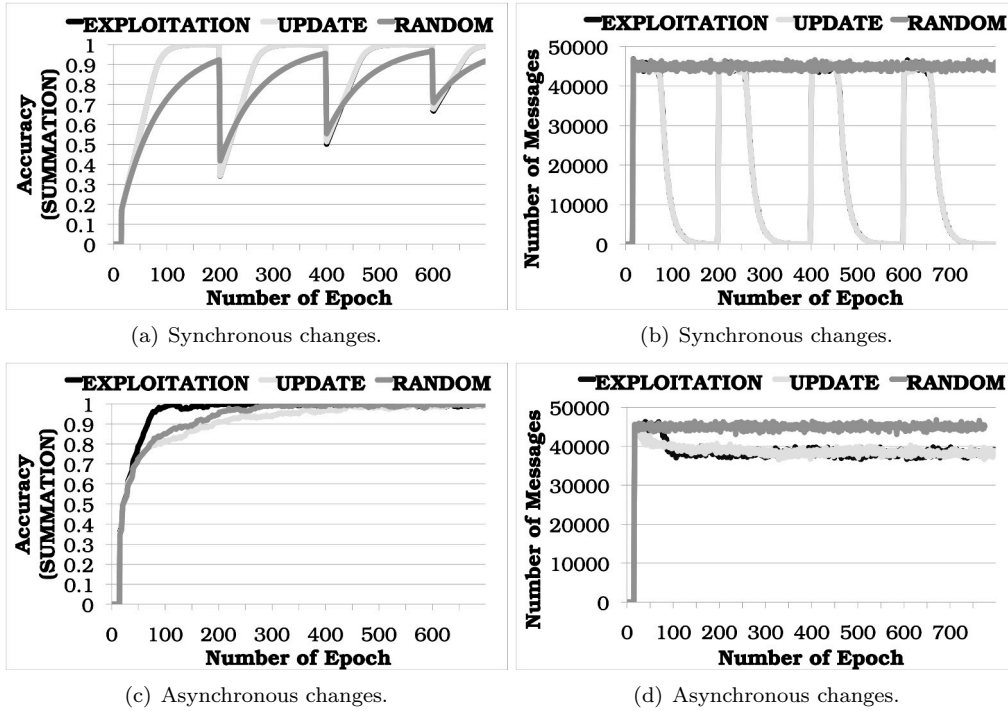 EXPLOITATION UPDATE RANDOM
Accuracy
(SUMMATION)
1
0.9
0.8
0.7
0.6
0.5
0.4
0.3
0.2
0.1
0
0 100 200 300 400 500 600
Number of Epoch
(a) Synchronous changes.
EXPLOITATION UPDATE RANDOM
Number of Messages
50000
40000
30000
20000
10000
0
0 100 200 300 400 500 600 700
Number of Epoch
(b) Synchronous changes.
EXPLOITATION UPDATE RANDOM
Accuracy
(SUMMATION)
1
0.9
0.8
0.7
0.6
0.5
0.4
0.3
0.2
0.1
0
0 100 200 300 400 500 600
Number of Epoch
(c) Asynchronous changes.
EXPLOITATION UPDATE RANDOM
Number of Messages
50000
40000
30000
20000
10000
0
0 100 200 300 400 500 600 700
Number of Epoch
(d) Asynchronous changes.